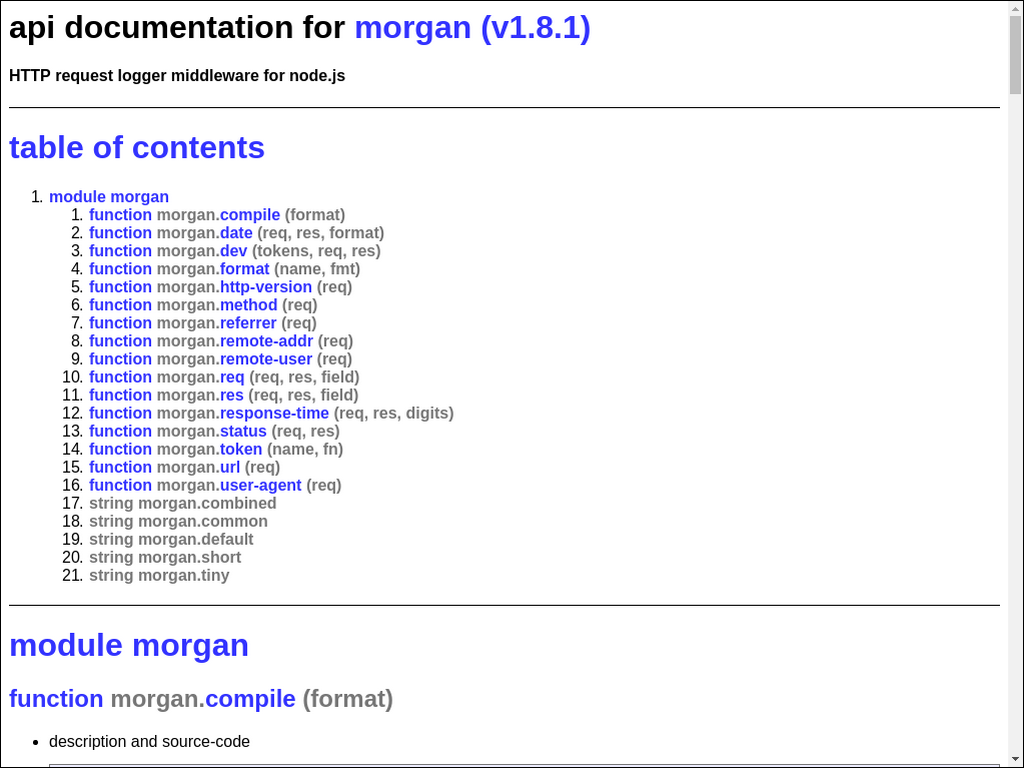 api documentation for morgan (v1.8.1)
HTTP request logger middleware for node.js
table of contents
1. module morgan
1. function morgan.compile (format)
2. function morgan.date (req, res, format)
3. function morgan.dev (tokens, req, res)
4. function morgan.format (name, fmt)
5. function morgan.http-version (req)
6. function morgan.method (req)
7. function morgan.referrer (req)
8. function morgan.remote-addr (req)
9. function morgan.remote-user (req)
10. function morgan.req (req, res, field)
11. function morgan.res (req, res, field)
12. function morgan.response-time (req, res, digits)
13. function morgan.status (req, res)
14. function morgan.token (name, fn)
15. function morgan.url (req)
16. function morgan.user-agent (req)
17. string morgan.combined
18. string morgan.common
19. string morgan.default
20. string morgan.short
21. string morgan.tiny
module morgan
function morgan.compile (format)
• description and source-code